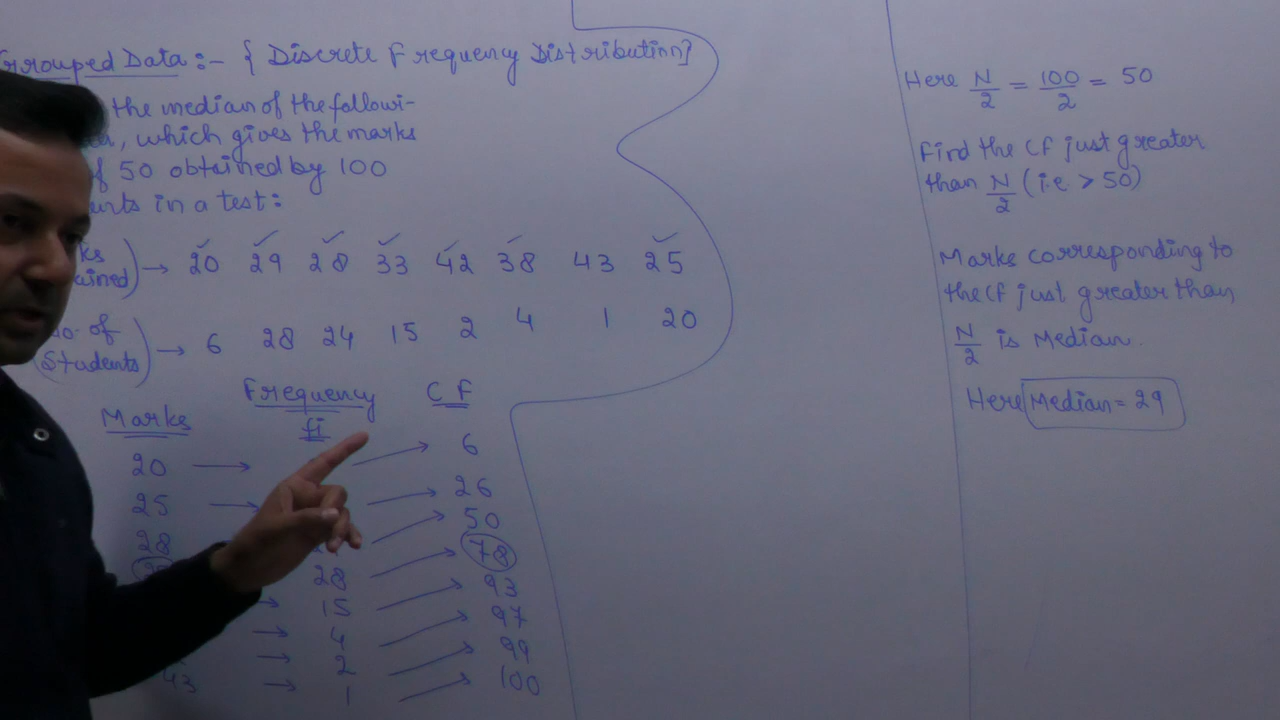 Grouped Data :- { Discrete Frequency Distribution}
the median of the followi-
, which gives the marks
of 50 obtained by 100
in a test :
→ 20 29 28 33 42 38 43 25
No. of Students → 6 28 24 15 2 4 1 20
Marks Frequency fi CF
20 → → 6
25 → → 26
28 → 50
28 → 78
→ 15 → 93
→ 4 → 97
→ 2 → 99
43 → 1 → 100
Here N/2 = 100/2 = 50
Find the CF just greater
than N/2 (i.e. > 50)
Marks corresponding to
the CF just greater than
N/2 is Median.
Here Median = 29